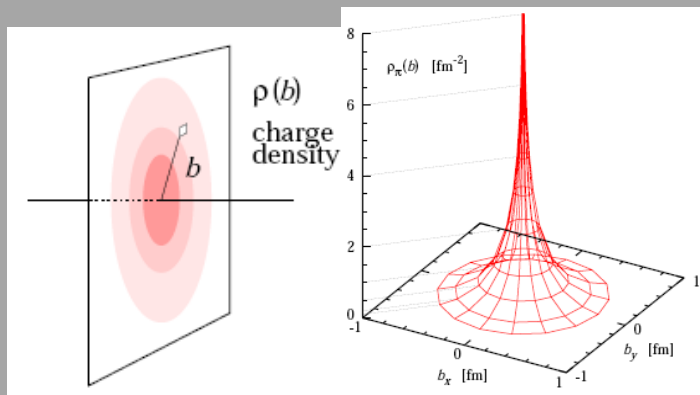 ρ(b)
charge
density
b
ρπ(b) [fm⁻²]
8
6
4
2
0
-1
0
1
bx [fm]
-1
0
1
by [fm]